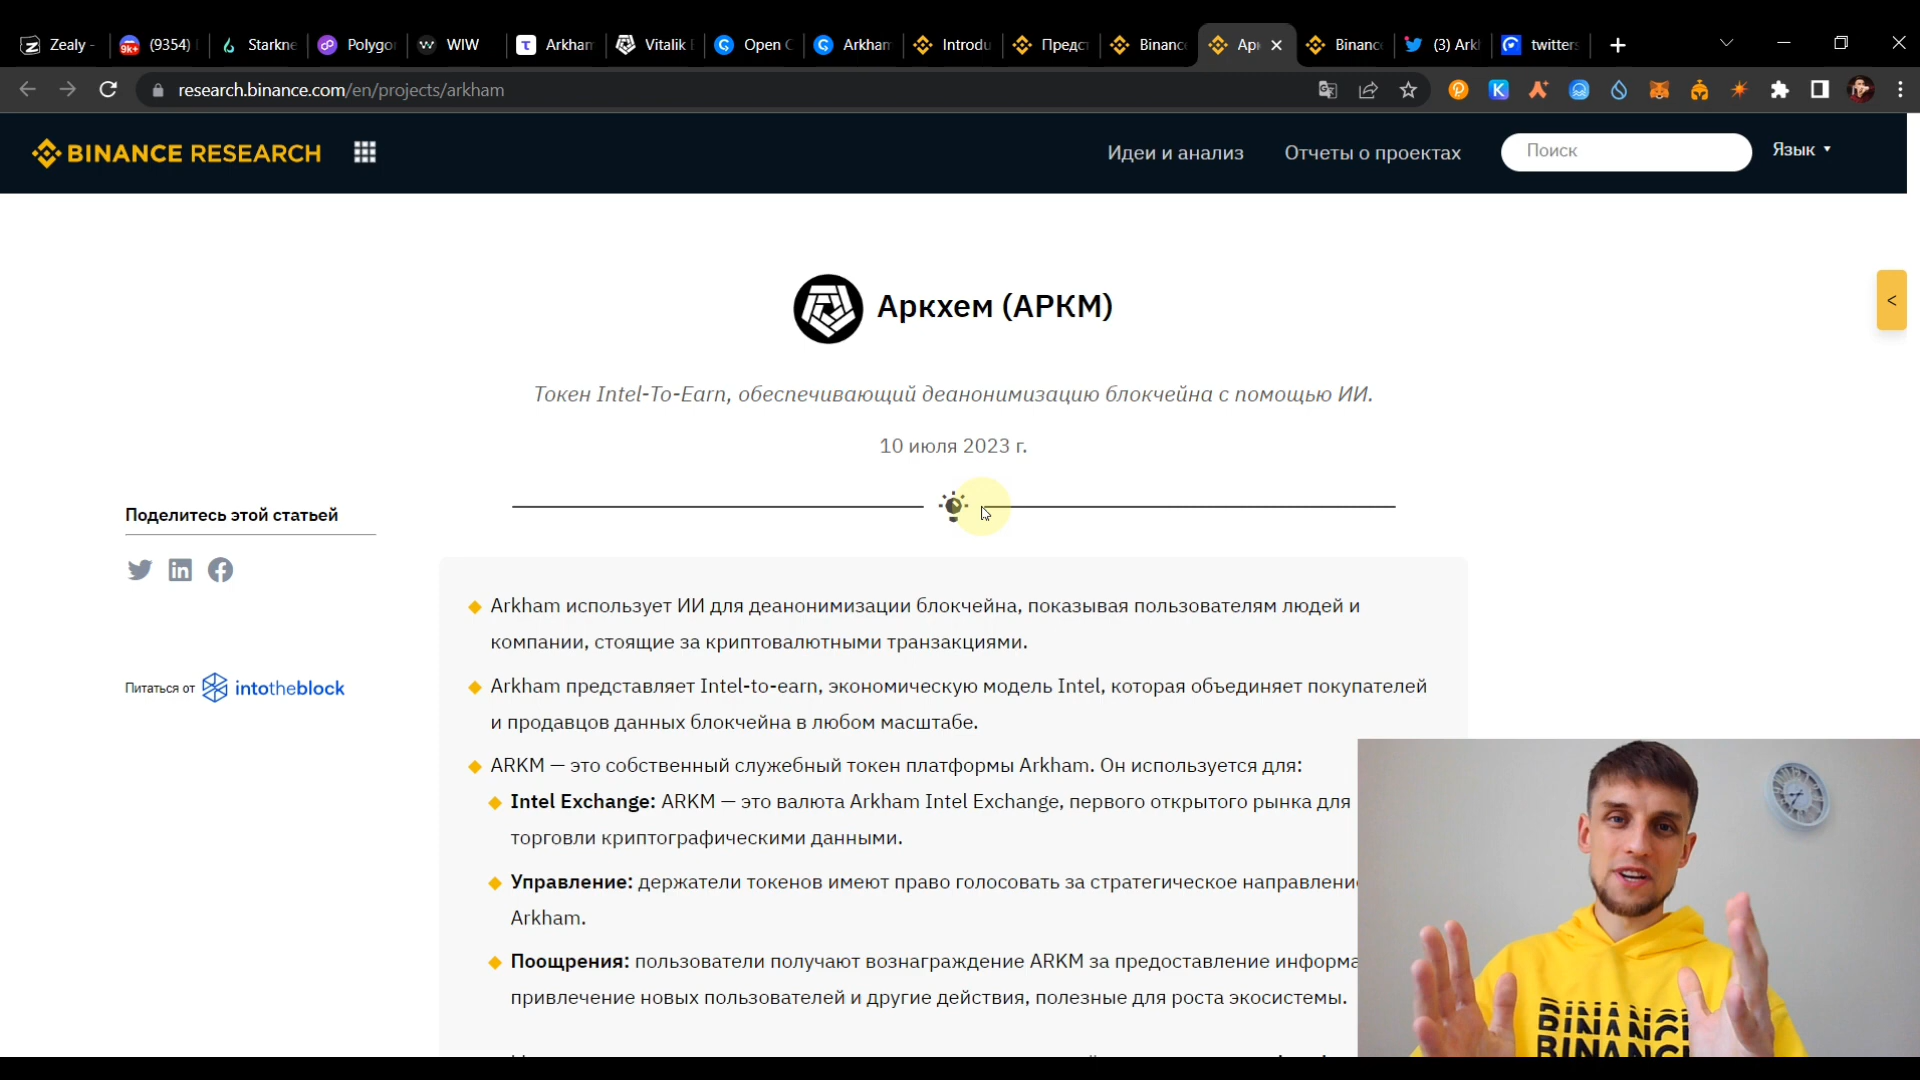 Zealy -
9K+ (9354)
Starkne
Polygo
WIW
Arkham
Vitalik
Open
Arkham
Introdu
Предст
Binanc
Арк
Binanc
(3) Ark
twitter
research.binance.com/en/projects/arkham
BINANCE RESEARCH
Идеи и анализ
Отчеты о проектах
Поиск
Язык
Аркхем (АРКМ)
Токен Intel-To-Earn, обеспечивающий деанонимизацию блокчейна с помощью ИИ.
10 июля 2023 г.
Поделитесь этой статьей
Питаться от intotheblock
Arkham использует ИИ для деанонимизации блокчейна, показывая пользователям людей и
компании, стоящие за криптовалютными транзакциями.
Arkham представляет Intel-to-earn, экономическую модель Intel, которая объединяет покупателей
и продавцов данных блокчейна в любом масштабе.
ARKM — это собственный служебный токен платформы Arkham. Он используется для:
Intel Exchange: ARKM — это валюта Arkham Intel Exchange, первого открытого рынка для
торговли криптографическими данными.
Управление: держатели токенов имеют право голосовать за стратегическое направление
Arkham.
Поощрения: пользователи получают вознаграждение ARKM за предоставление информа
привлечение новых пользователей и другие действия, полезные для роста экосистемы.
BINANCE
BINANCE